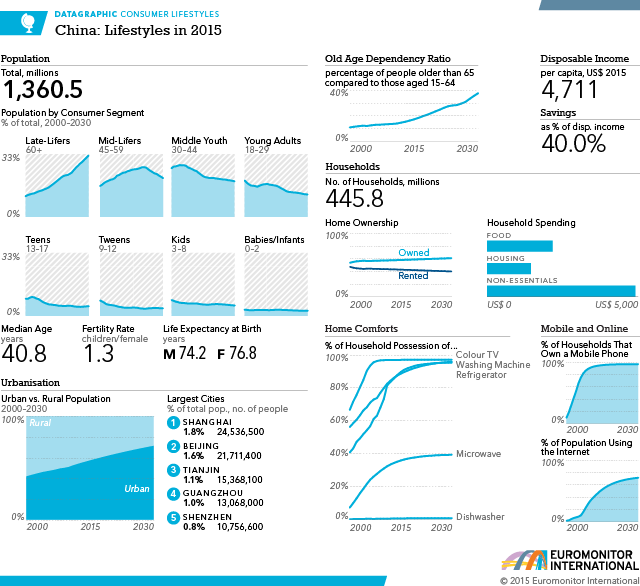 DATAGRAPHIC CONSUMER LIFESTYLES
China: Lifestyles in 2015
Population
Total, millions
1,360.5
Population by Consumer Segment
% of total, 2000–2030
Late-Lifers
60+
Mid-Lifers
45–59
Middle Youth
30–44
Young Adults
18–29
33%
0%
Teens
13–17
Tweens
9–12
Kids
3–8
Babies/Infants
0–2
33%
0%
Median Age
years
40.8
Fertility Rate
children/female
1.3
Life Expectancy at Birth
years
M 74.2 F 76.8
Urbanisation
Urban vs. Rural Population
2000–2030
100%
Rural
Urban
0%
2000 2015 2030
Largest Cities
% of total pop., no. of people
1 SHANGHAI
1.8% 24,536,500
2 BEIJING
1.6% 21,711,400
3 TIANJIN
1.1% 15,368,100
4 GUANGZHOU
1.0% 13,068,000
5 SHENZHEN
0.8% 10,756,600
Old Age Dependency Ratio
percentage of people older than 65
compared to those aged 15–64
40%
0%
2000 2015 2030
Disposable Income
per capita, US$ 2015
4,711
Savings
as % of disp. income
40.0%
Households
No. of Households, millions
445.8
Home Ownership
100%
Owned
Rented
0%
2000 2015 2030
Household Spending
FOOD
HOUSING
NON-ESSENTIALS
US$ 0 US$ 5,000
Home Comforts
% of Household Possession of...
100%
80%
60%
40%
20%
0%
Colour TV
Washing Machine
Refrigerator
Microwave
Dishwasher
2000 2015 2030
Mobile and Online
% of Households That
Own a Mobile Phone
100%
0%
2000 2030
% of Population Using
the Internet
100%
0%
2000 2030
EUROMONITOR
INTERNATIONAL
© 2015 Euromonitor International